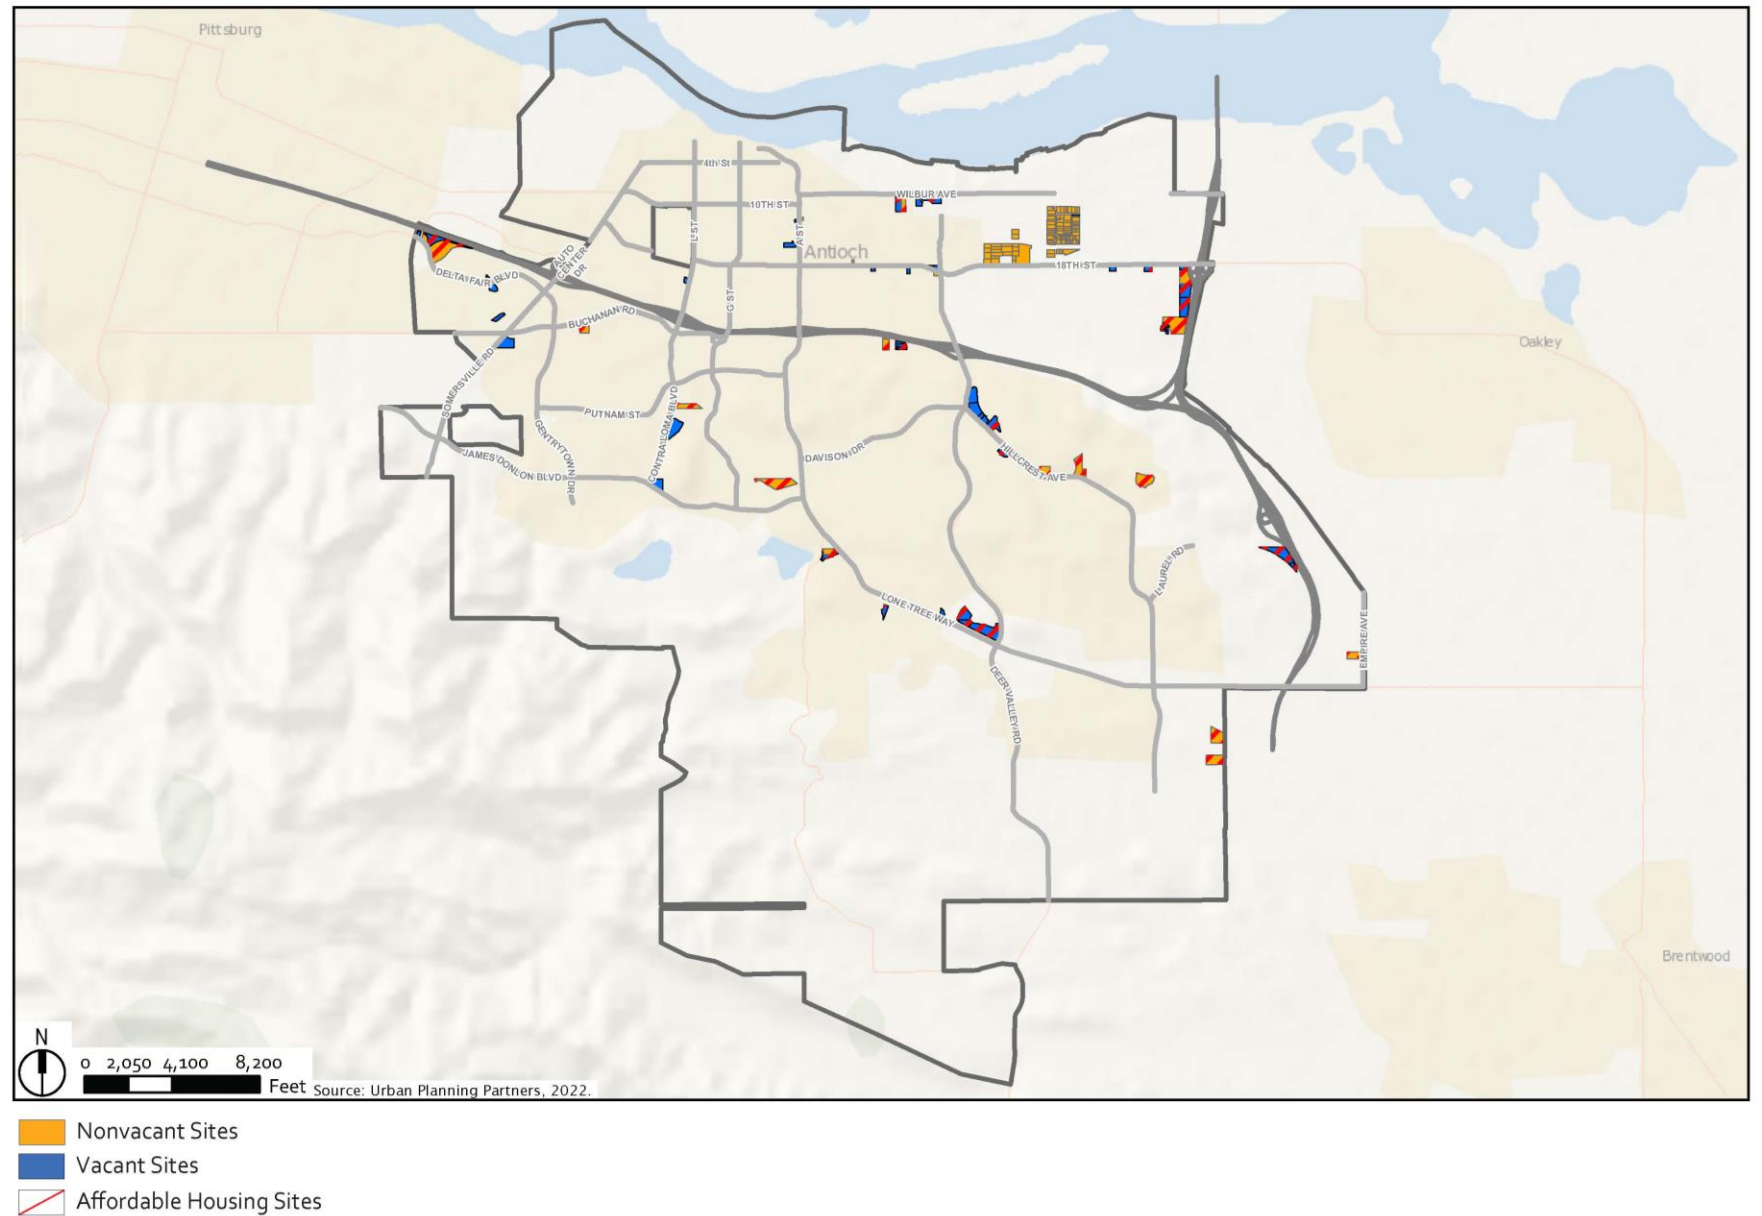 Pittsburg
4th St
WILBUR AVE
10TH ST
L ST
A ST
Antioch
AUTO
CENTER
DR
18TH ST
DELTA FAIR BLVD
G ST
BUCHANAN RD
Oakley
SOMERSVILLE RD
PUTNAM ST
CONTRA LOMA BLVD
GENTRYTOWN DR
DAVISON DR
HILLCREST AVE
JAMES DONLON BLVD
LAUREL RD
LONE TREE WAY
EMPIRE AVE
DEER VALLEY RD
Brentwood
N
0 2,050 4,100 8,200
Feet
Source: Urban Planning Partners, 2022.
Nonvacant Sites
Vacant Sites
Affordable Housing Sites